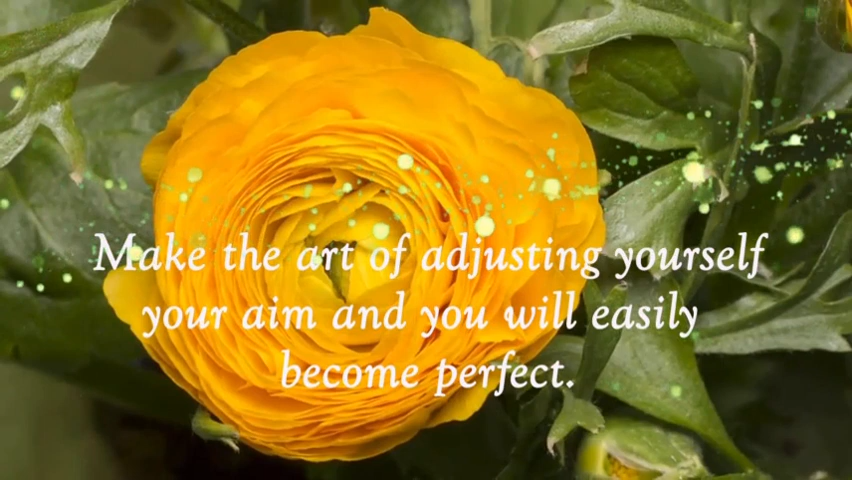 Make the art of adjusting yourself
your aim and you will easily
become perfect.